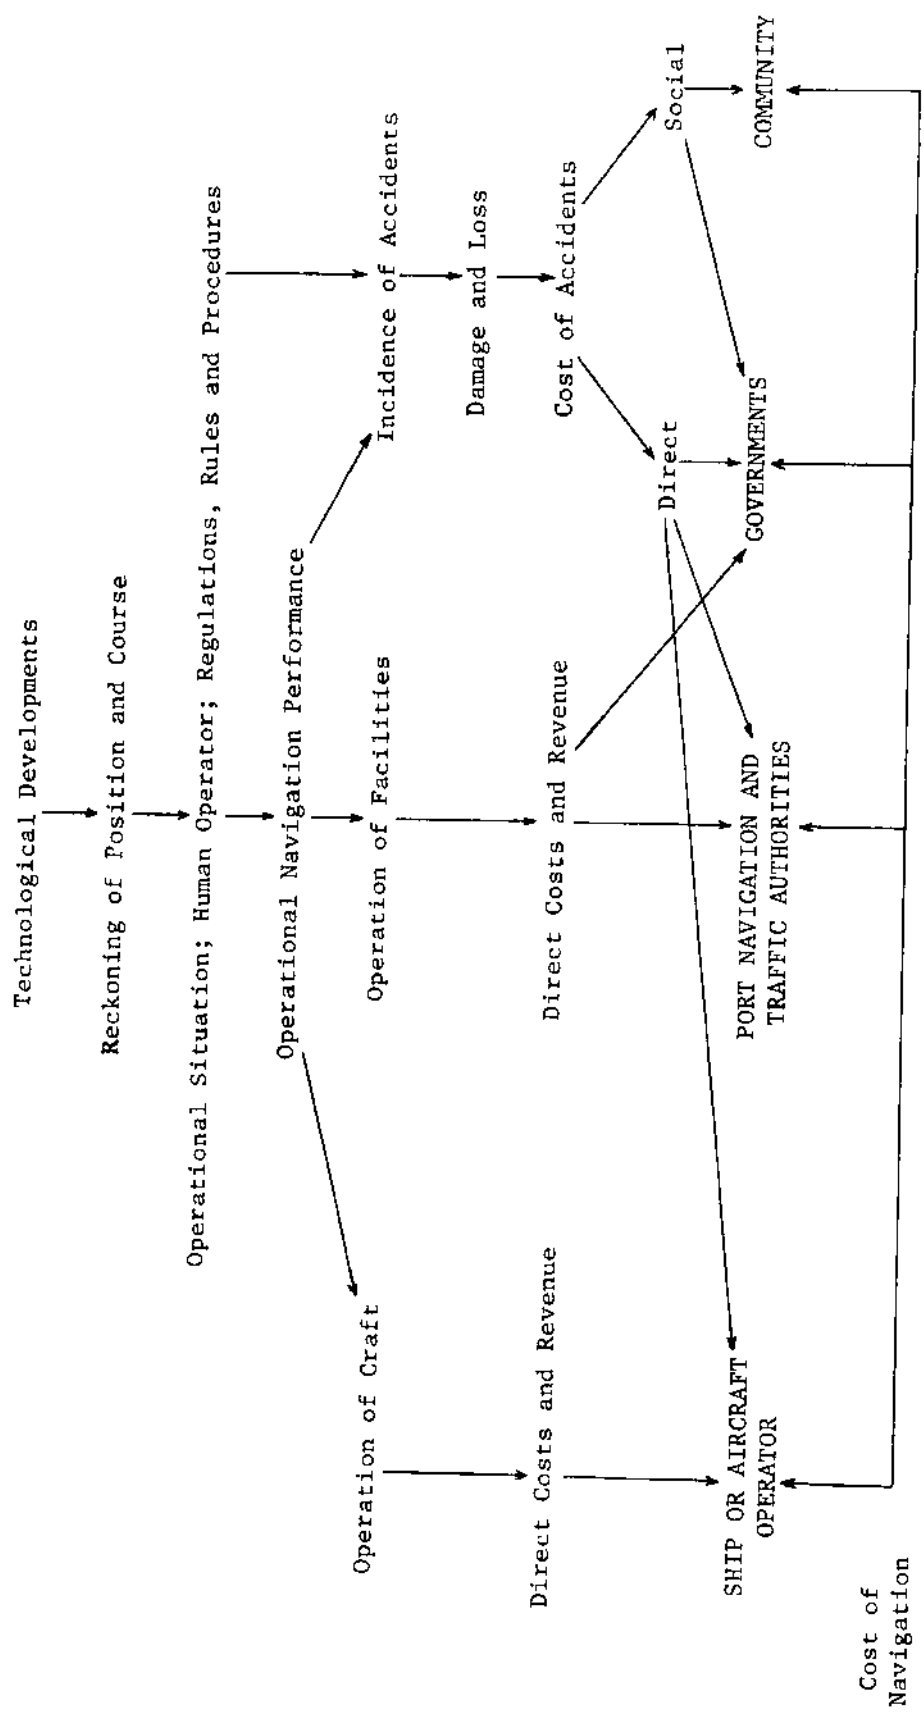 Technological Developments
Reckoning of Position and Course
Operational Situation; Human Operator; Regulations, Rules and Procedures
Operational Navigation Performance
Operation of Craft
Operation of Facilities
Incidence of Accidents
Damage and Loss
Direct Costs and Revenue
Direct Costs and Revenue
Cost of Accidents
Direct
Social
SHIP OR AIRCRAFT
OPERATOR
PORT NAVIGATION AND
TRAFFIC AUTHORITIES
GOVERNMENTS
COMMUNITY
Cost of
Navigation